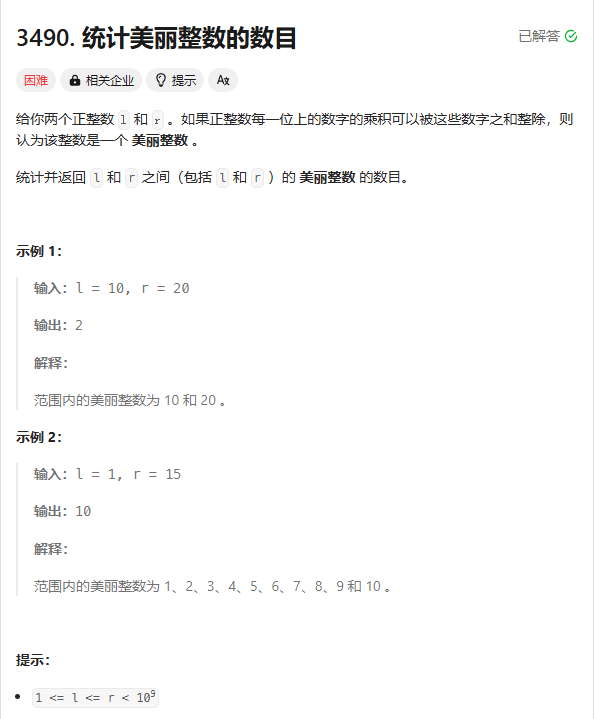 3490. 统计美丽整数的数目
已解答
困难 相关企业 提示 Ax
给你两个正整数 l 和 r 。如果正整数每一位上的数字的乘积可以被这些数字之和整除，则
认为该整数是一个 美丽整数 。
统计并返回 l 和 r 之间（包括 l 和 r ）的 美丽整数 的数目。
示例 1：
输入：l = 10, r = 20
输出：2
解释：
范围内的美丽整数为 10 和 20 。
示例 2：
输入：l = 1, r = 15
输出：10
解释：
范围内的美丽整数为 1、2、3、4、5、6、7、8、9 和 10 。
提示：
1 <= l <= r < 10⁹